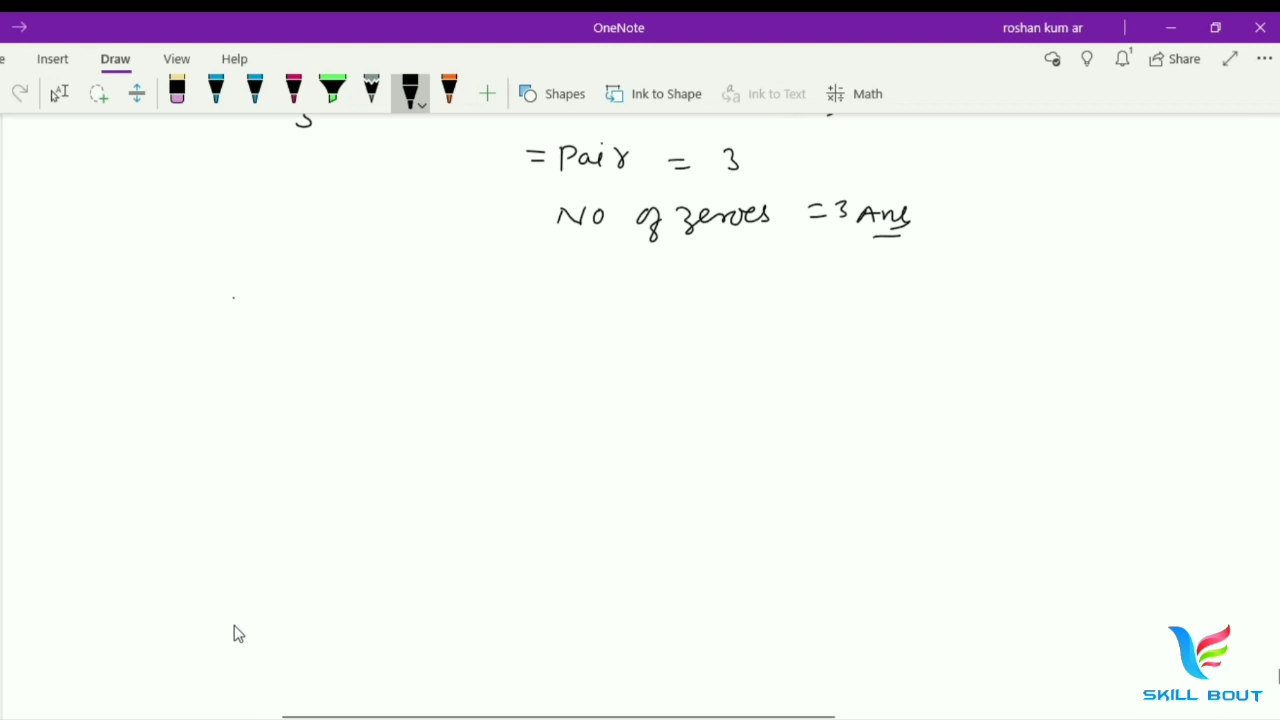 OneNote
roshan kum ar
Insert Draw View Help
1
Share
Shapes
Ink to Shape
Ink to Text
Math
= Pair = 3
No of zeroes = 3 Ans
SKILL BOUT